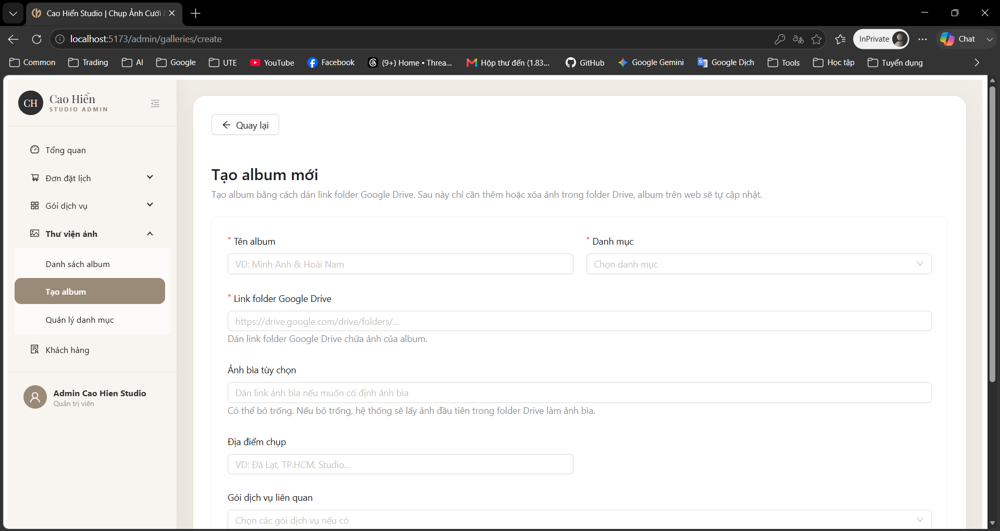 Cao Hiển Studio | Chụp Ảnh Cưới
localhost:5173/admin/galleries/create
InPrivate
Chat
Common
Trading
AI
Google
UTE
YouTube
Facebook
(9+) Home • Threa...
Hộp thư đến (1.83...
GitHub
Google Gemini
Google Dịch
Tools
Học tập
Tuyển dụng
CH
Cao Hiển
STUDIO ADMIN
Tổng quan
Đơn đặt lịch
Gói dịch vụ
Thư viện ảnh
Danh sách album
Tạo album
Quản lý danh mục
Khách hàng
Admin Cao Hien Studio
Quản trị viên
Quay lại
Tạo album mới
Tạo album bằng cách dán link folder Google Drive. Sau này chỉ cần thêm hoặc xóa ảnh trong folder Drive, album trên web sẽ tự cập nhật.
* Tên album
VD: Minh Anh & Hoài Nam
* Danh mục
Chọn danh mục
* Link folder Google Drive
https://drive.google.com/drive/folders/...
Dán link folder Google Drive chứa ảnh của album.
Ảnh bìa tùy chọn
Dán link ảnh bìa nếu muốn cố định ảnh bìa
Có thể bỏ trống. Nếu bỏ trống, hệ thống sẽ lấy ảnh đầu tiên trong folder Drive làm ảnh bìa.
Địa điểm chụp
VD: Đà Lạt, TP.HCM, Studio...
Gói dịch vụ liên quan
Chọn các gói dịch vụ nếu có